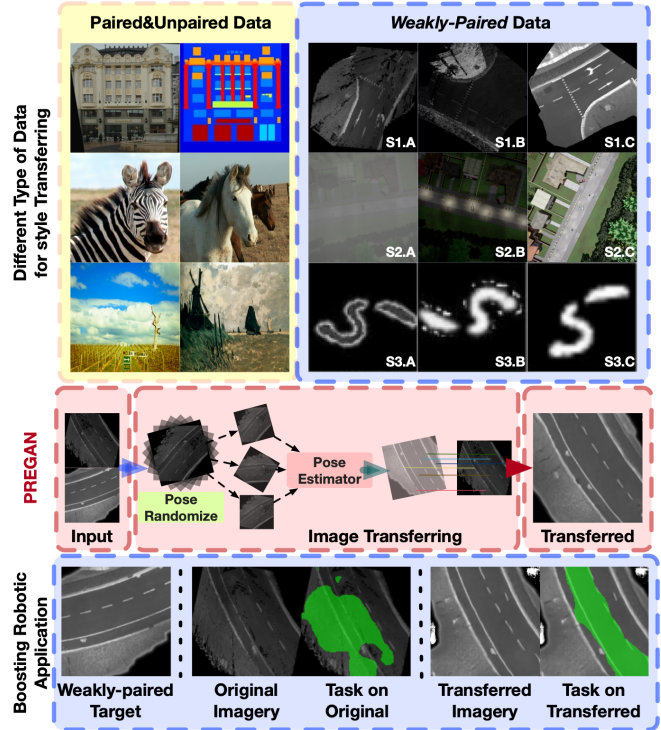 Paired&Unpaired Data
Weakly-Paired Data
Different Type of Data
for style Transferring
S1.A
S1.B
S1.C
S2.A
S2.B
S2.C
S3.A
S3.B
S3.C
PREGAN
Input
Pose
Randomize
Pose
Estimator
Image Transferring
Transferred
Boosting Robotic
Application
Weakly-paired
Target
Original
Imagery
Task on
Original
Transferred
Imagery
Task on
Transferred